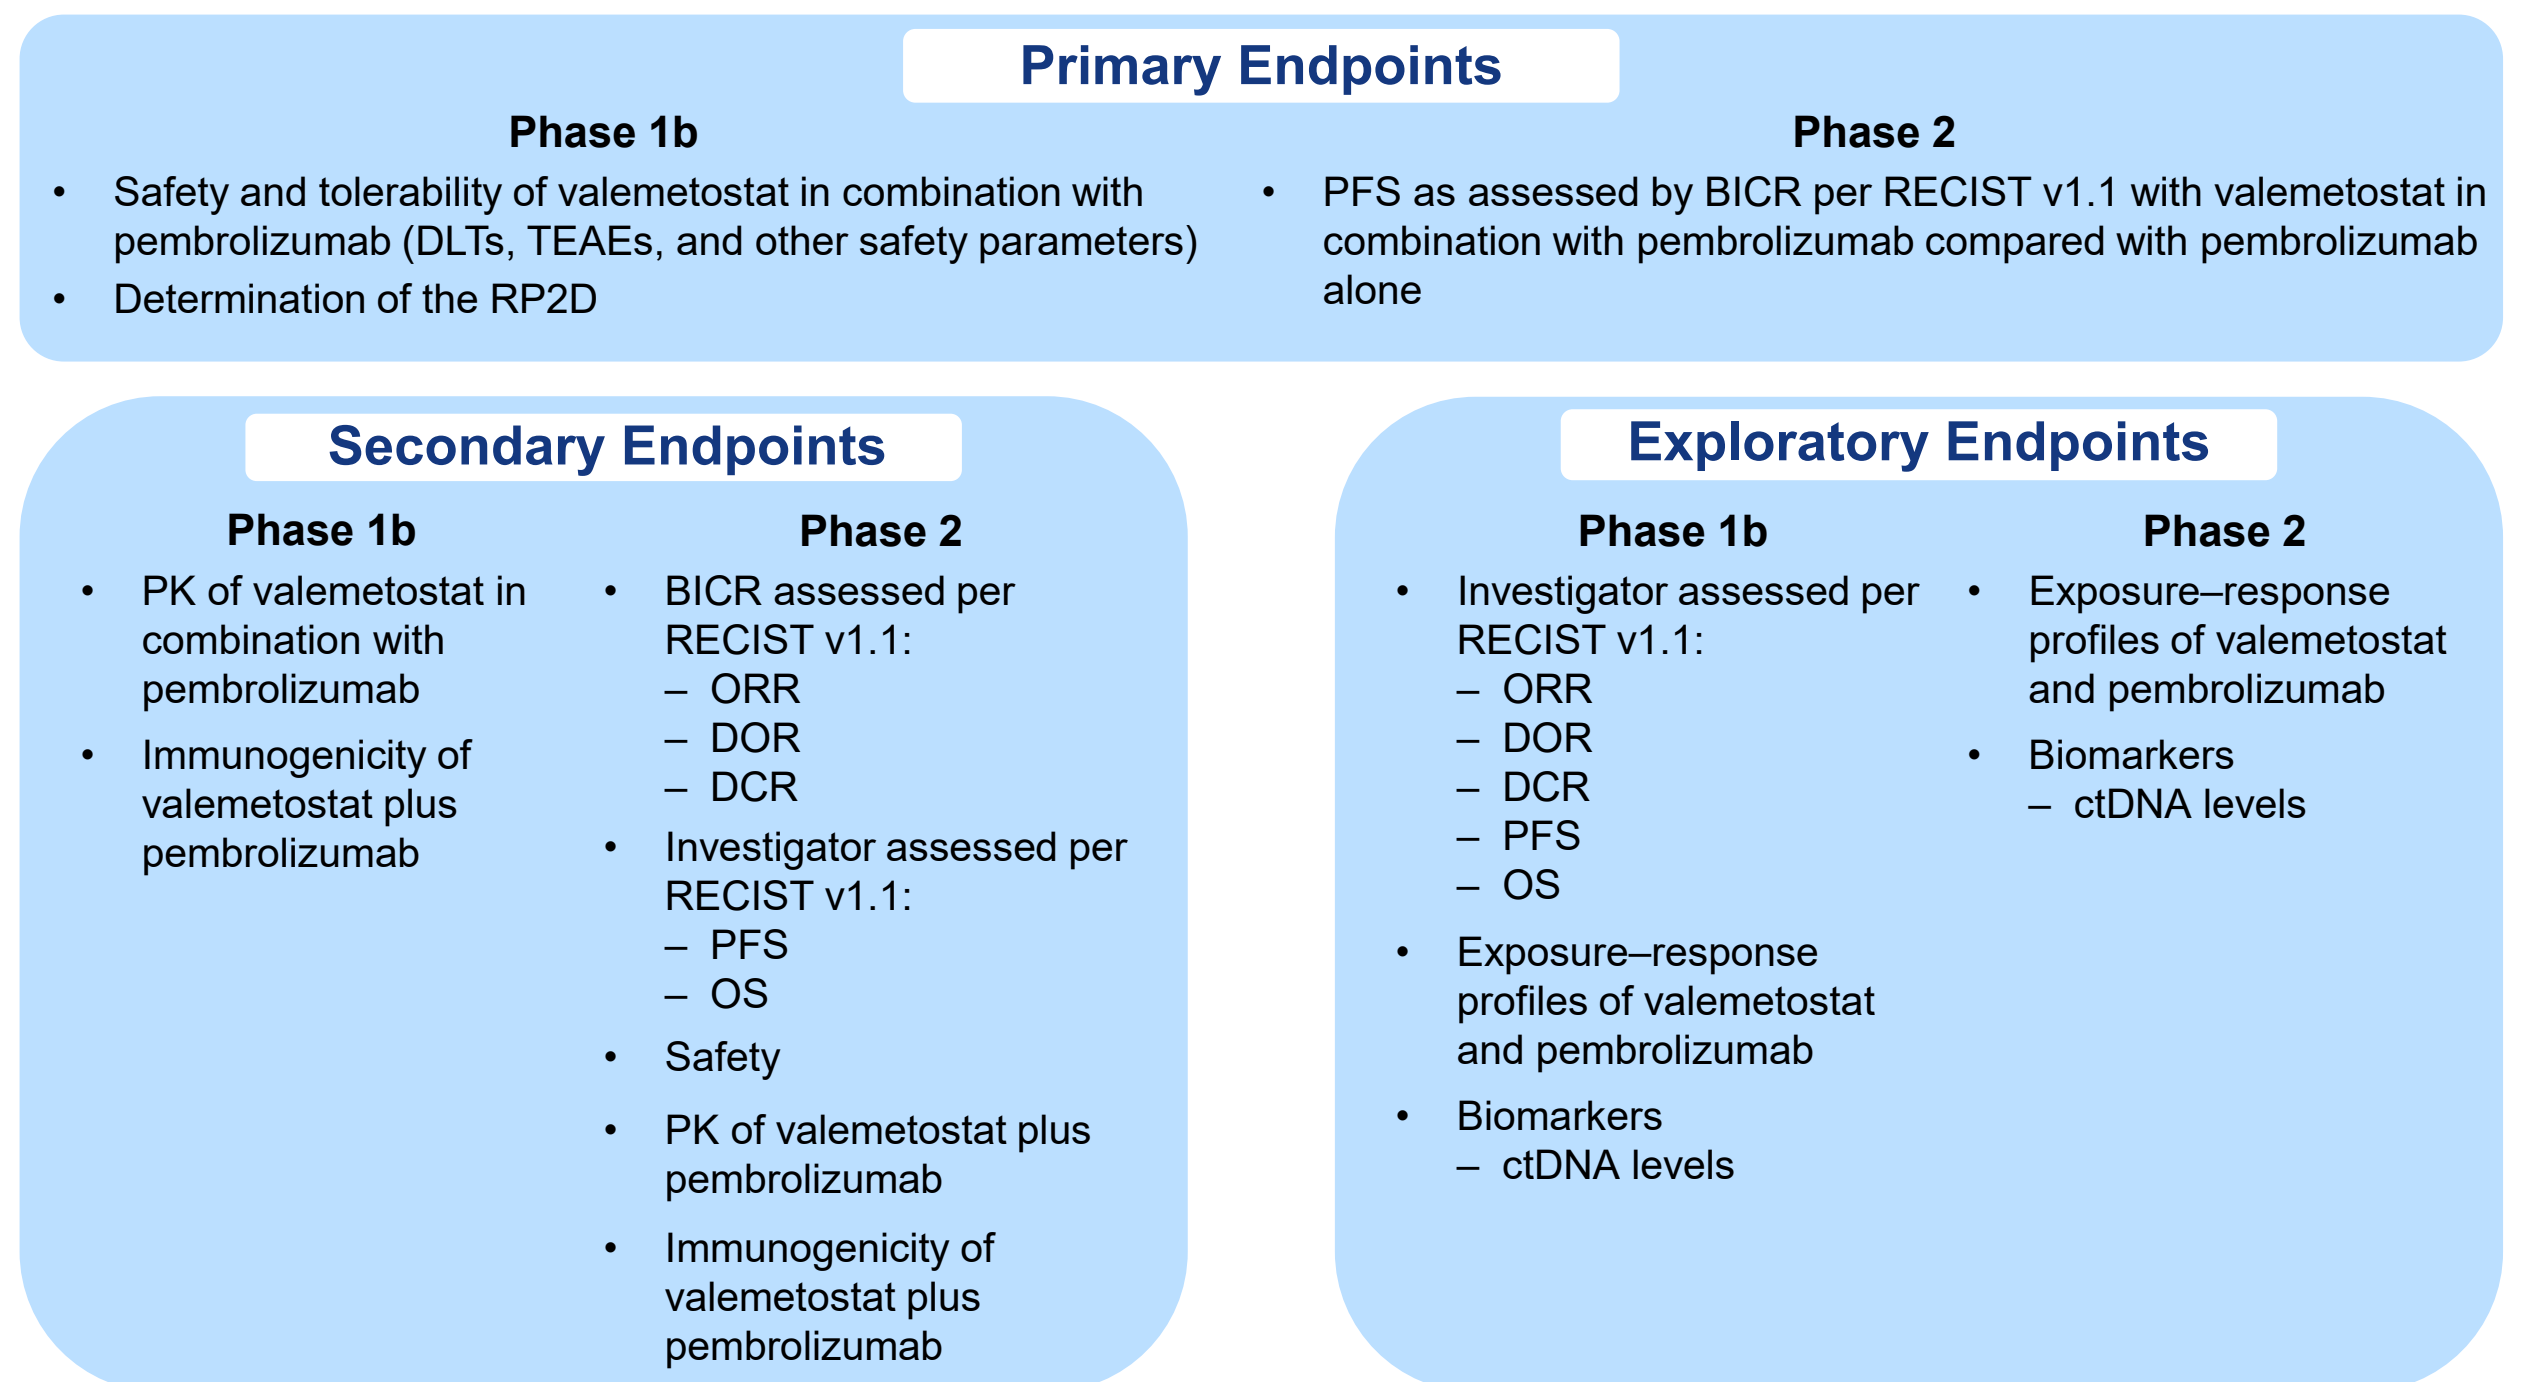 Primary Endpoints
Phase 1b
• Safety and tolerability of valemetostat in combination with
pembrolizumab (DLTs, TEAEs, and other safety parameters)
• Determination of the RP2D
Phase 2
• PFS as assessed by BICR per RECIST v1.1 with valemetostat in
combination with pembrolizumab compared with pembrolizumab
alone
Secondary Endpoints
Phase 1b
• PK of valemetostat in
combination with
pembrolizumab
• Immunogenicity of
valemetostat plus
pembrolizumab
Phase 2
• BICR assessed per
RECIST v1.1:
– ORR
– DOR
– DCR
• Investigator assessed per
RECIST v1.1:
– PFS
– OS
• Safety
• PK of valemetostat plus
pembrolizumab
• Immunogenicity of
valemetostat plus
pembrolizumab
Exploratory Endpoints
Phase 1b
• Investigator assessed per
RECIST v1.1:
– ORR
– DOR
– DCR
– PFS
– OS
• Exposure–response
profiles of valemetostat
and pembrolizumab
• Biomarkers
– ctDNA levels
Phase 2
• Exposure–response
profiles of valemetostat
and pembrolizumab
• Biomarkers
– ctDNA levels